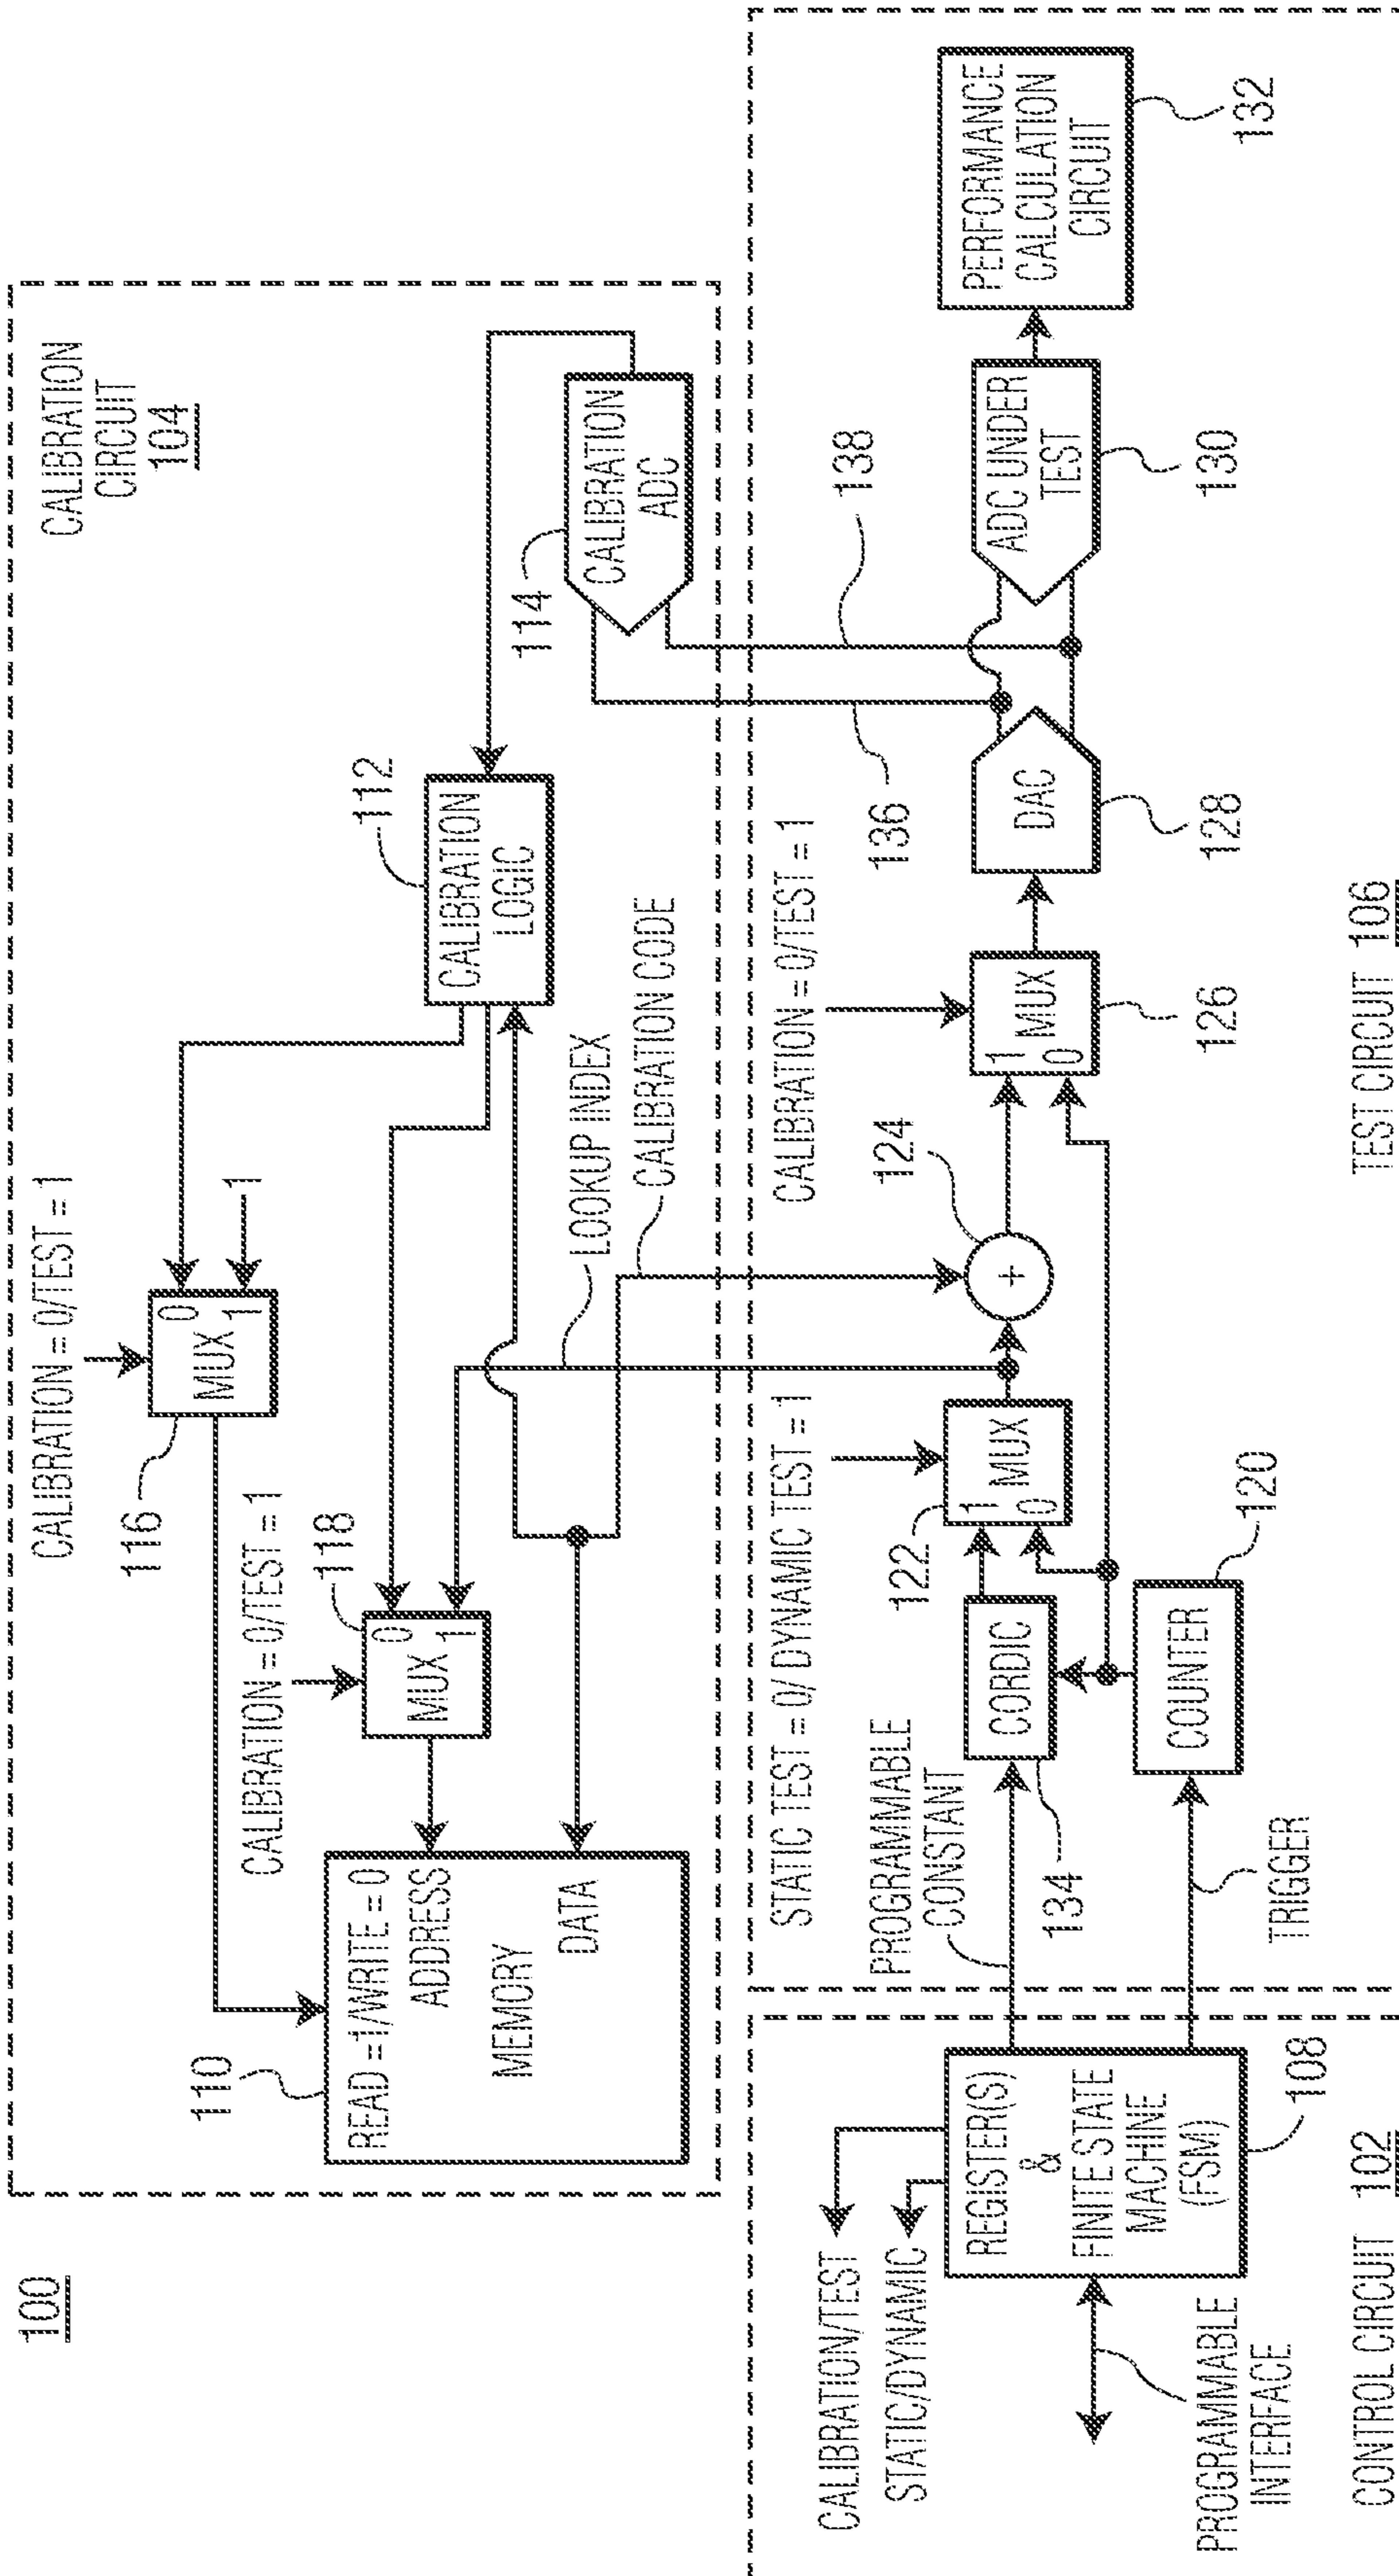 100
CALIBRATION
CIRCUIT
104
CALIBRATION = 0/TEST = 1
116
MUX
0
1
1
CALIBRATION = 0/TEST = 1
118
MUX
0
1
110
READ =1/WRITE = 0
ADDRESS
MEMORY
DATA
112
CALIBRATION
LOGIC
114
CALIBRATION
ADC
LOOKUP INDEX
CALIBRATION CODE
CALIBRATION/TEST
STATIC/DYNAMIC
REGISTER(S)
&
FINITE STATE
MACHINE
(FSM)
108
PROGRAMMABLE
INTERFACE
CONTROL CIRCUIT 102
STATIC TEST = 0/ DYNAMIC TEST = 1
PROGRAMMABLE
CONSTANT
CORDIC
134
TRIGGER
COUNTER
120
122
1
MUX
0
+
124
CALIBRATION = 0/TEST = 1
1
MUX
0
126
DAC
128
136
138
ADC UNDER
TEST
130
PERFORMANCE
CALCULATION
CIRCUIT
132
TEST CIRCUIT 106